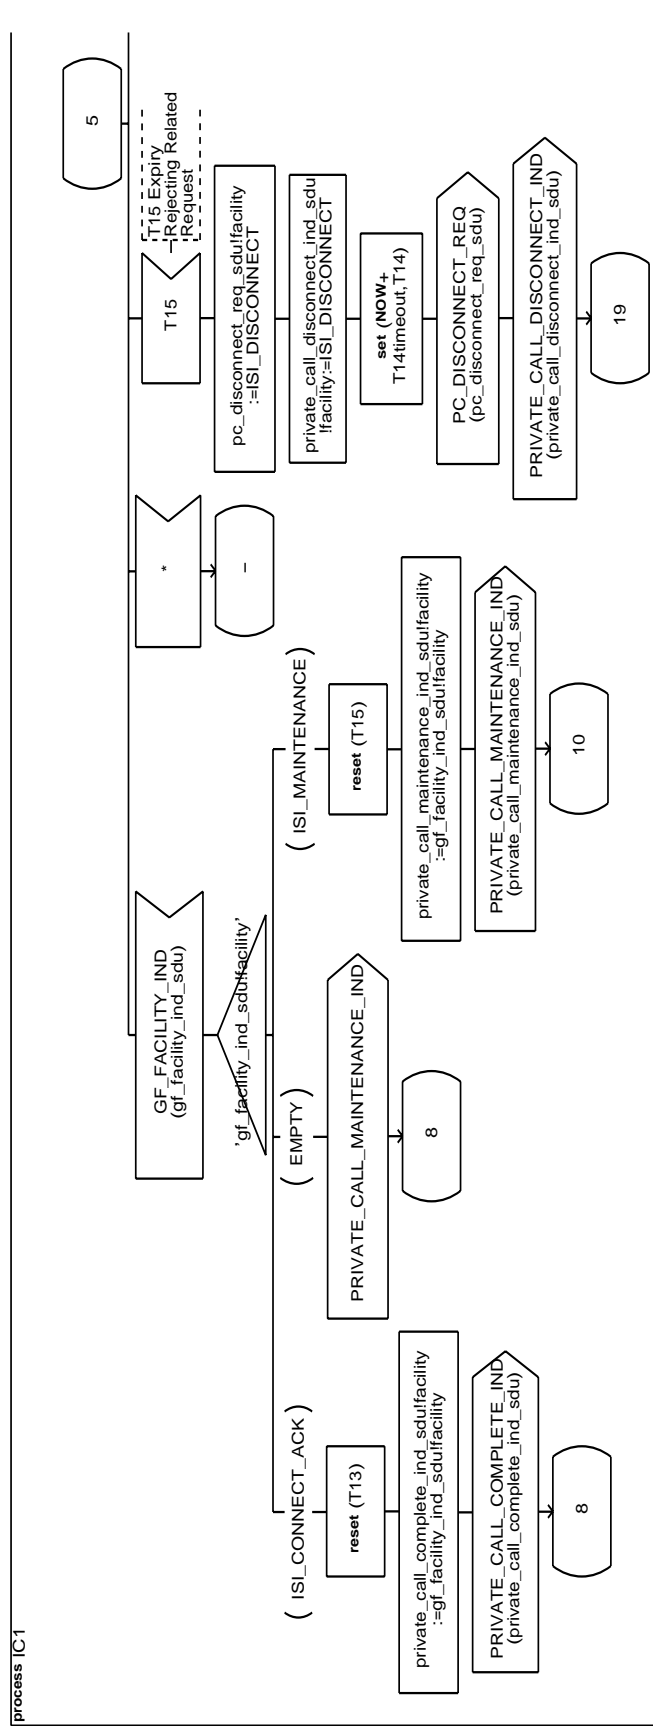 process IC1
5
GF_FACILITY_IND
(gf_facility_ind_sdu)
'gf_facility_ind_sdu!facility'
( ISI_CONNECT_ACK )
reset (T13)
private_call_complete_ind_sdu!facility
:=gf_facility_ind_sdu!facility
PRIVATE_CALL_COMPLETE_IND
(private_call_complete_ind_sdu)
8
( EMPTY )
PRIVATE_CALL_MAINTENANCE_IND
8
( ISI_MAINTENANCE )
reset (T15)
private_call_maintenance_ind_sdu!facility
:=gf_facility_ind_sdu!facility
PRIVATE_CALL_MAINTENANCE_IND
(private_call_maintenance_ind_sdu)
10
*
–
T15
T15 Expiry
Rejecting Related
Request
pc_disconnect_req_sdu!facility
:=ISI_DISCONNECT
private_call_disconnect_ind_sdu
!facility:=ISI_DISCONNECT
set (NOW+
T14timeout,T14)
PC_DISCONNECT_REQ
(pc_disconnect_req_sdu)
PRIVATE_CALL_DISCONNECT_IND
(private_call_disconnect_ind_sdu)
19